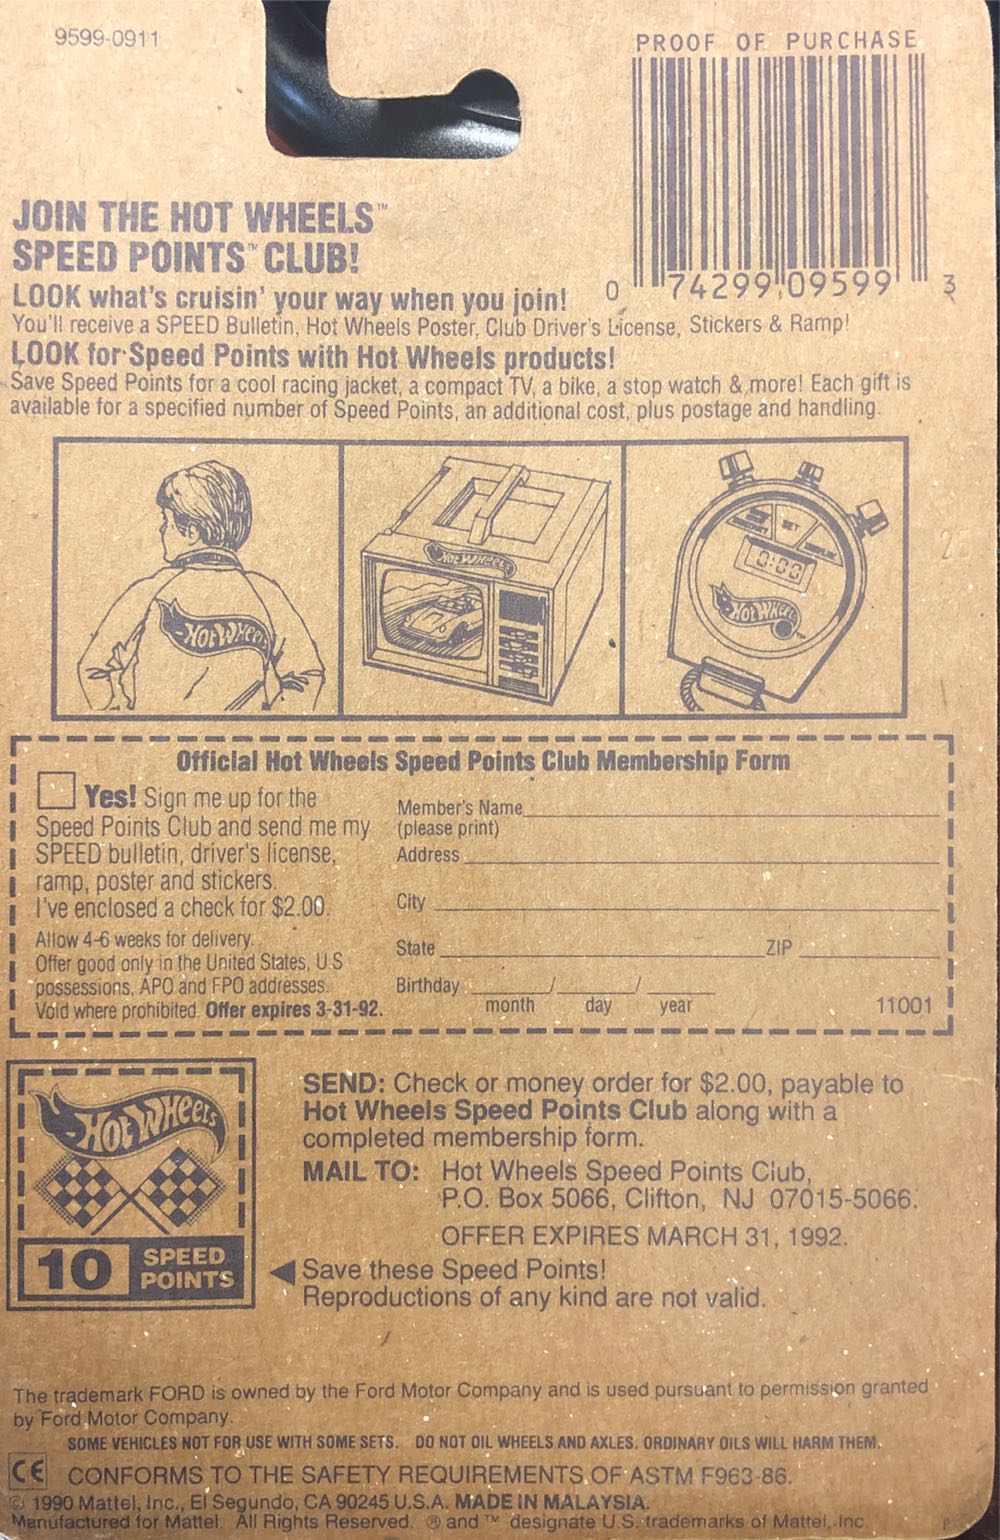 9599-0911
PROOF OF PURCHASE
0 74299 09599 3
JOIN THE HOT WHEELS™
SPEED POINTS™ CLUB!
LOOK what's cruisin' your way when you join!
You'll receive a SPEED Bulletin, Hot Wheels Poster, Club Driver's License, Stickers & Ramp!
LOOK for Speed Points with Hot Wheels products!
Save Speed Points for a cool racing jacket, a compact TV, a bike, a stop watch & more! Each gift is
available for a specified number of Speed Points, an additional cost, plus postage and handling.
HOT WHEELS
HOT WHEELS
SET
0:00
HOT WHEELS
Official Hot Wheels Speed Points Club Membership Form
Yes! Sign me up for the
Speed Points Club and send me my
SPEED bulletin, driver's license,
ramp, poster and stickers.
I've enclosed a check for $2.00.
Allow 4-6 weeks for delivery.
Offer good only in the United States, U.S
possessions, APO and FPO addresses.
Void where prohibited. Offer expires 3-31-92.
Member's Name
(please print)
Address
City
State ZIP
Birthday / /
month day year
11001
HOT WHEELS
10 SPEED
POINTS
SEND: Check or money order for $2.00, payable to
Hot Wheels Speed Points Club along with a
completed membership form.
MAIL TO: Hot Wheels Speed Points Club,
P.O. Box 5066, Clifton, NJ 07015-5066.
OFFER EXPIRES MARCH 31, 1992.
Save these Speed Points!
Reproductions of any kind are not valid.
The trademark FORD is owned by the Ford Motor Company and is used pursuant to permission granted
by Ford Motor Company.
SOME VEHICLES NOT FOR USE WITH SOME SETS. DO NOT OIL WHEELS AND AXLES. ORDINARY OILS WILL HARM THEM.
CE CONFORMS TO THE SAFETY REQUIREMENTS OF ASTM F963-86.
© 1990 Mattel, Inc., El Segundo, CA 90245 U.S.A. MADE IN MALAYSIA.
Manufactured for Mattel. All Rights Reserved. ® and ™ designate U.S. trademarks of Mattel, Inc.